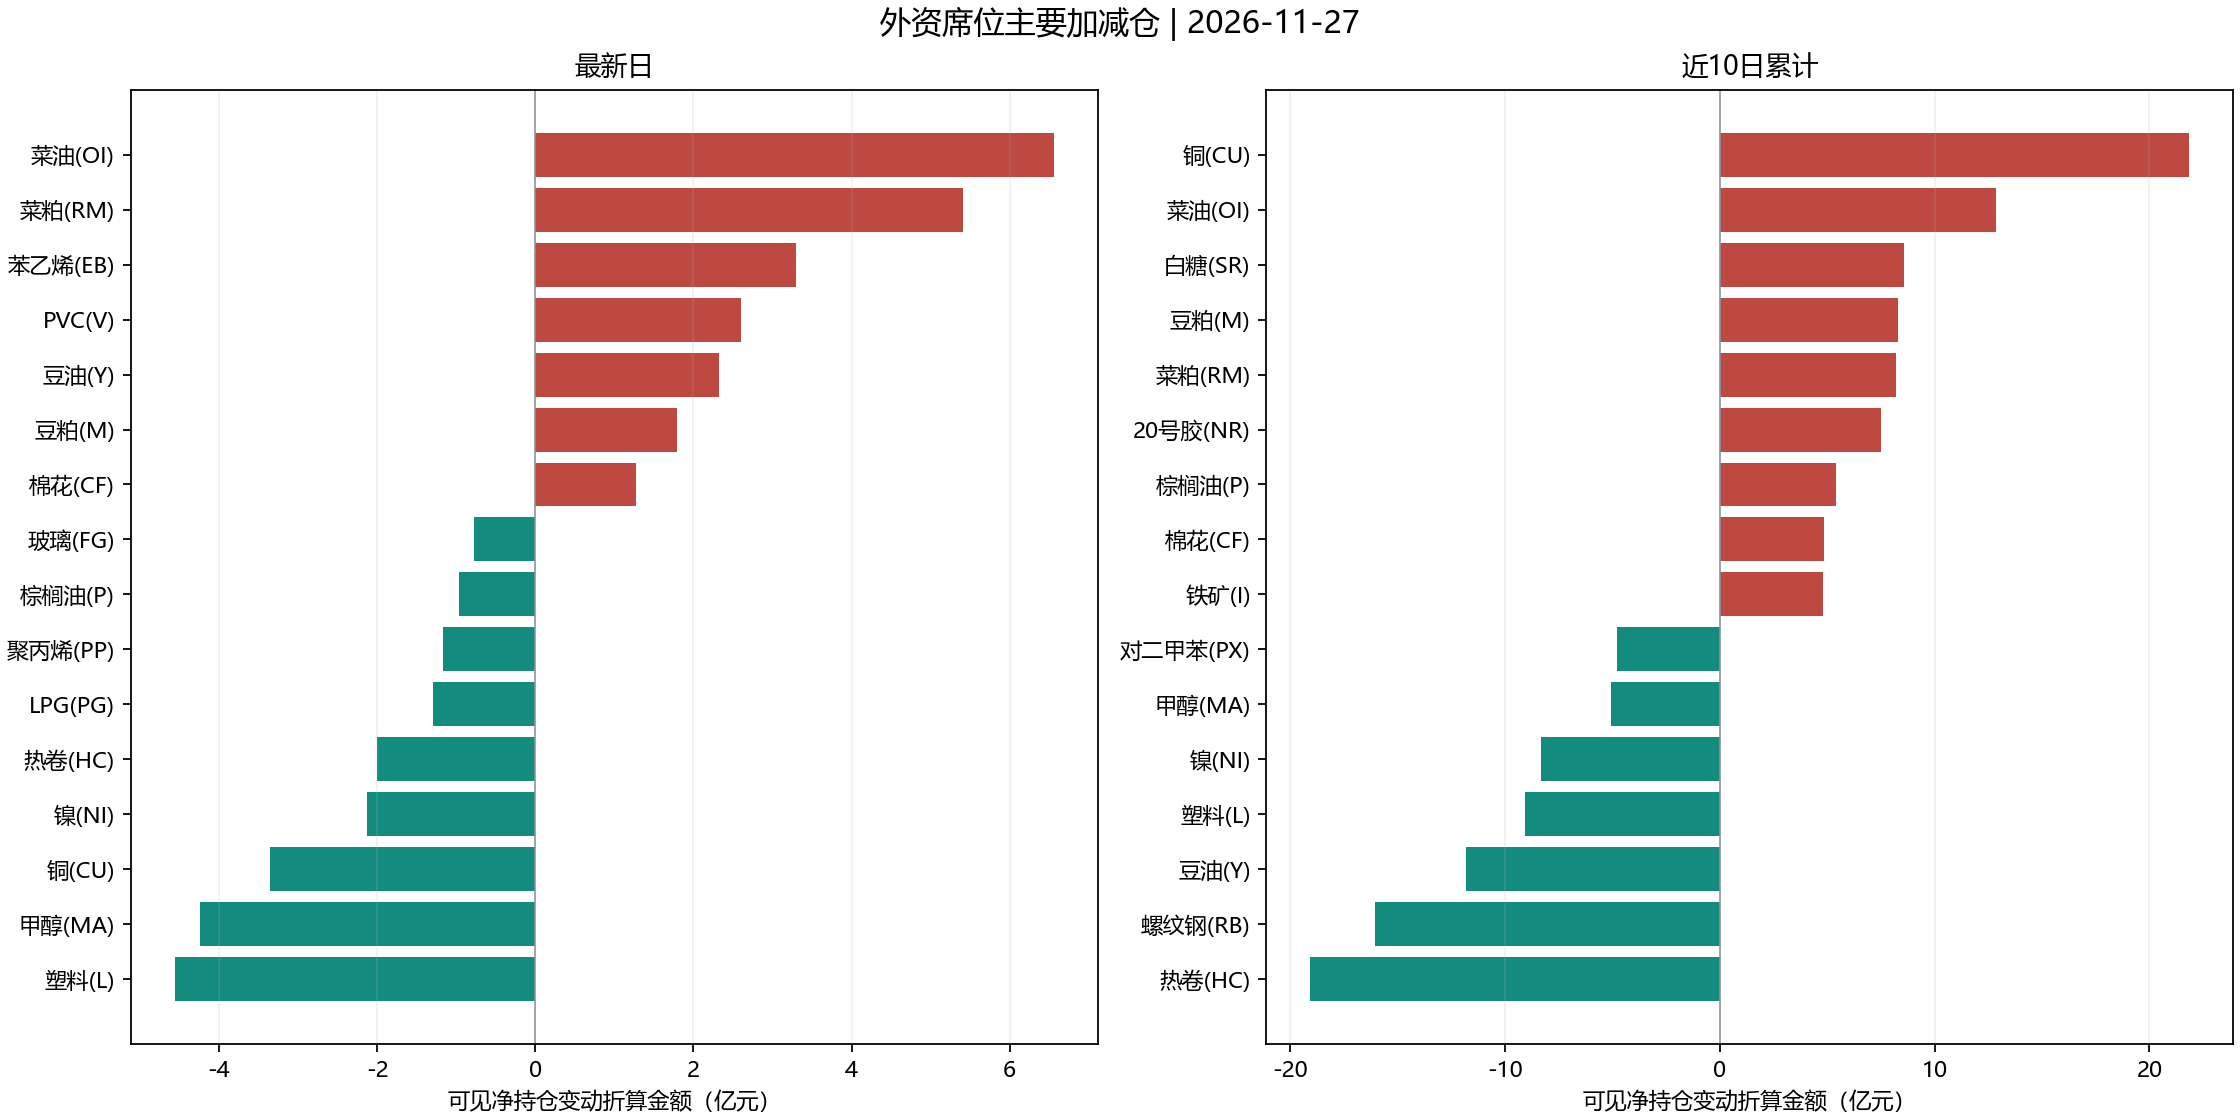 外资席位主要加减仓 | 2026-11-27
最新日
菜油(OI)
菜粕(RM)
苯乙烯(EB)
PVC(V)
豆油(Y)
豆粕(M)
棉花(CF)
玻璃(FG)
棕榈油(P)
聚丙烯(PP)
LPG(PG)
热卷(HC)
镍(NI)
铜(CU)
甲醇(MA)
塑料(L)
-4 -2 0 2 4 6
可见净持仓变动折算金额（亿元）
近10日累计
铜(CU)
菜油(OI)
白糖(SR)
豆粕(M)
菜粕(RM)
20号胶(NR)
棕榈油(P)
棉花(CF)
铁矿(I)
对二甲苯(PX)
甲醇(MA)
镍(NI)
塑料(L)
豆油(Y)
螺纹钢(RB)
热卷(HC)
-20 -10 0 10 20
可见净持仓变动折算金额（亿元）